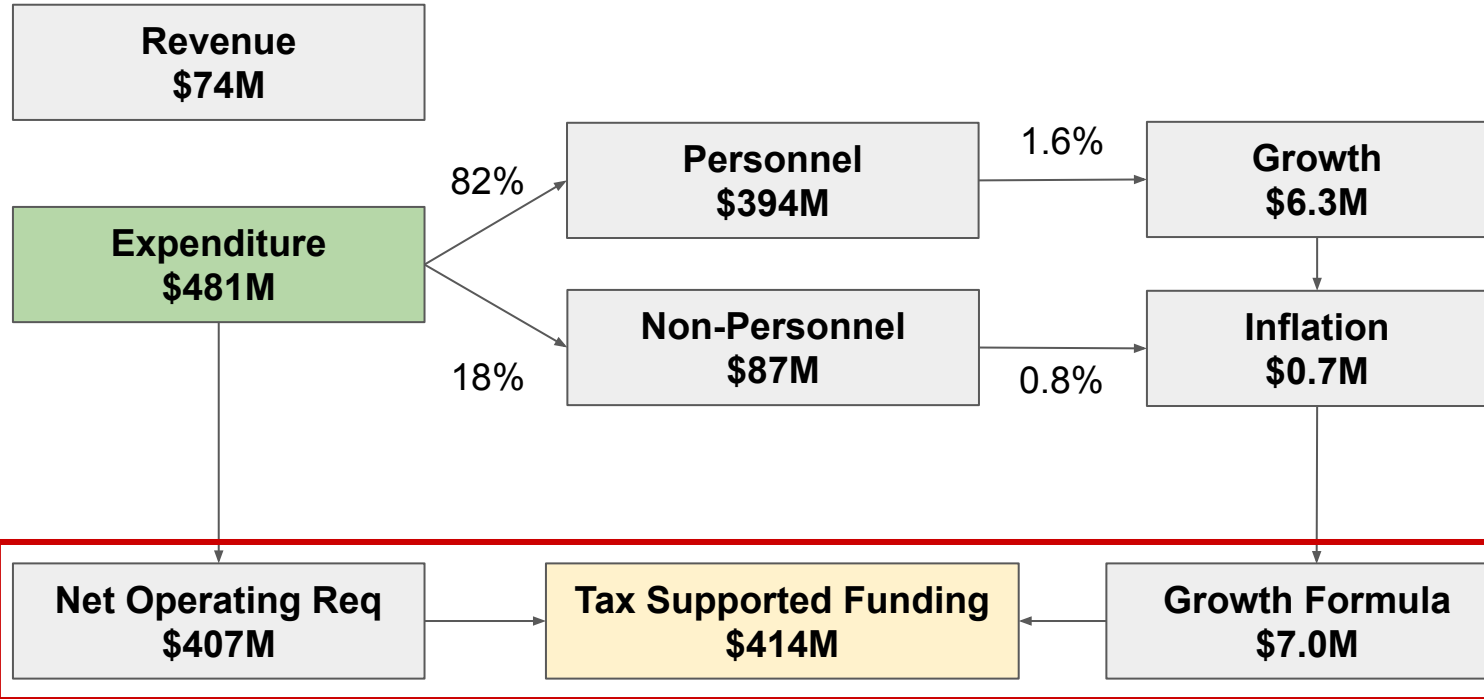 Revenue
$74M
Expenditure
$481M
82%
18%
Personnel
$394M
Non-Personnel
$87M
1.6%
0.8%
Growth
$6.3M
Inflation
$0.7M
Net Operating Req
$407M
Tax Supported Funding
$414M
Growth Formula
$7.0M